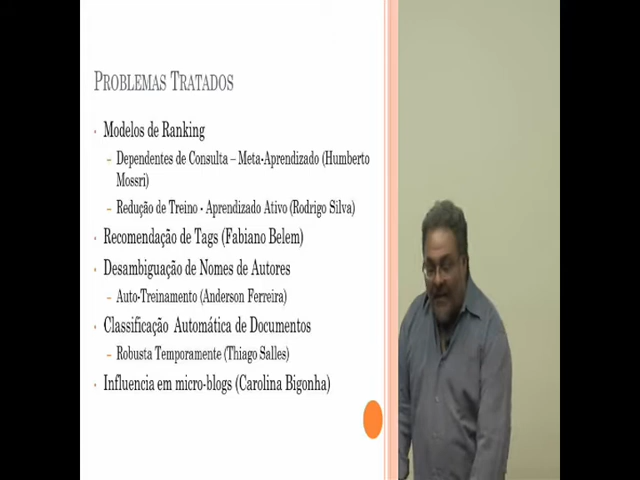 PROBLEMAS TRATADOS
Modelos de Ranking
– Dependentes de Consulta – Meta-Aprendizado (Humberto
Mossri)
– Redução de Treino - Aprendizado Ativo (Rodrigo Silva)
Recomendação de Tags (Fabiano Belem)
Desambiguação de Nomes de Autores
– Auto-Treinamento (Anderson Ferreira)
Classificação Automática de Documentos
– Robusta Temporamente (Thiago Salles)
Influencia em micro-blogs (Carolina Bigonha)